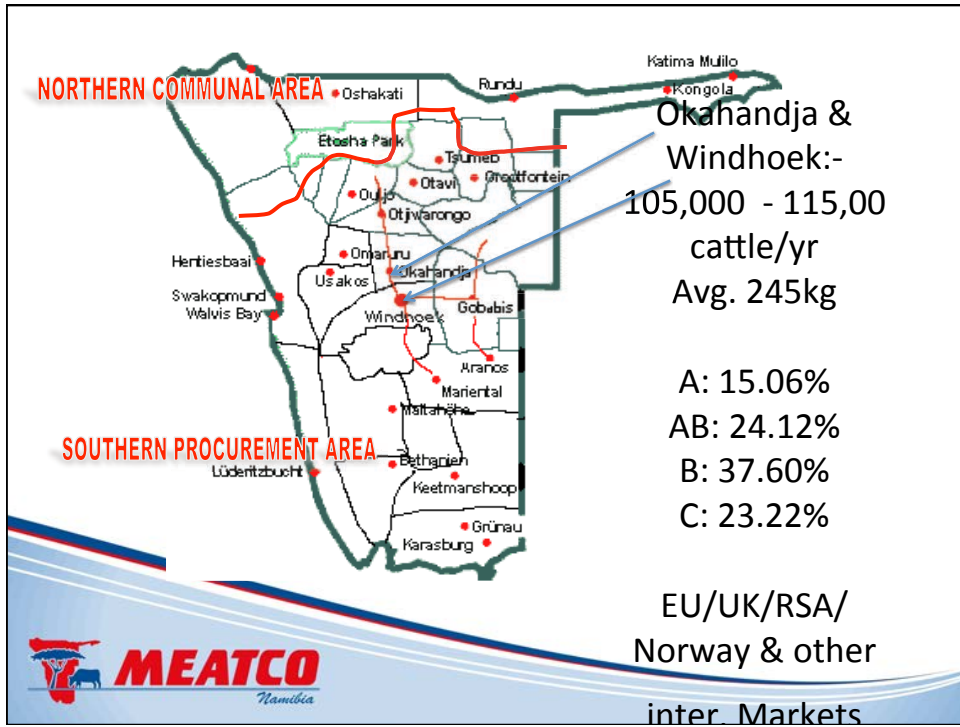 Katima Mulilo
NORTHERN COMMUNAL AREA
Oshakati
Rundu
Kongola
Okahandja &
Windhoek:-
105,000 - 115,00
cattle/yr
Avg. 245kg
A: 15.06%
AB: 24.12%
B: 37.60%
C: 23.22%
EU/UK/RSA/
Norway & other
inter. Markets
Etosha Park
Tsumeb
Otavi
Grootfontein
Outjo
Otjiwarongo
Omaruru
Hentiesbaai
Usakos
Okahandja
Swakopmund
Walvis Bay
Windhoek
Gobabis
Aranos
Mariental
Maltahöhe
SOUTHERN PROCUREMENT AREA
Bethanien
Lüderitzbucht
Keetmanshoop
Grünau
Karasburg
MEATCO
Namibia